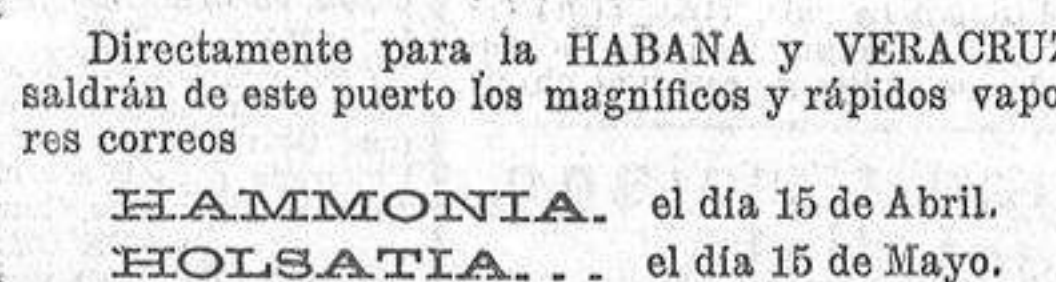 Directamente para la HABANA y VERACRUZ
saldrán de este puerto los magníficos y rápidos vapo
res correos
HAMMONIA. el día 15 de Abril.
HOLSATIA... el día 15 de Mayo.